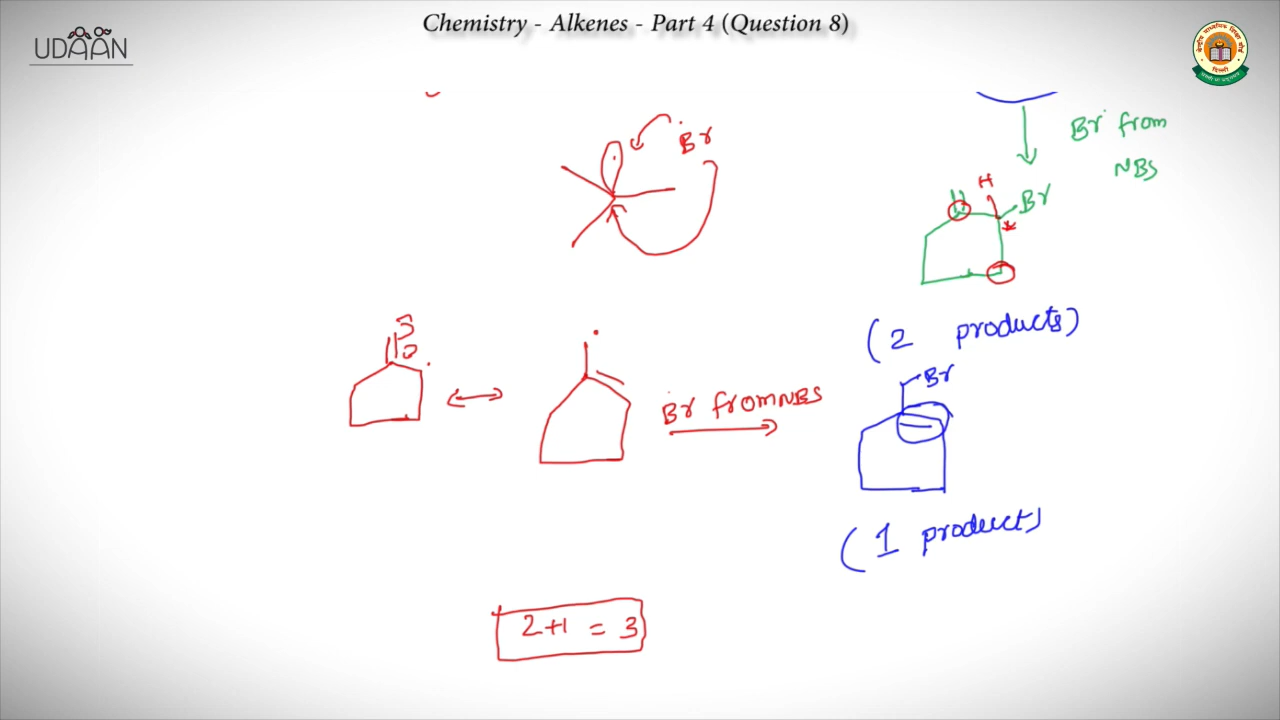 Chemistry - Alkenes - Part 4 (Question 8)
UDAAN
Br from
NBS
Br
H
Br
*
(2 products)
Br
Br from NBS
(1 product)
2+1 = 3